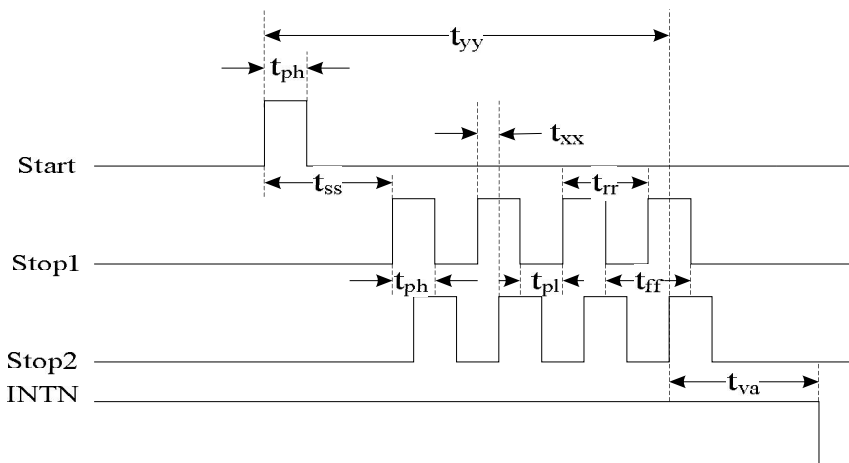 tyy
tph
txx
Start
tss
trr
Stop1
tph
tpl
tff
Stop2
tva
INTN